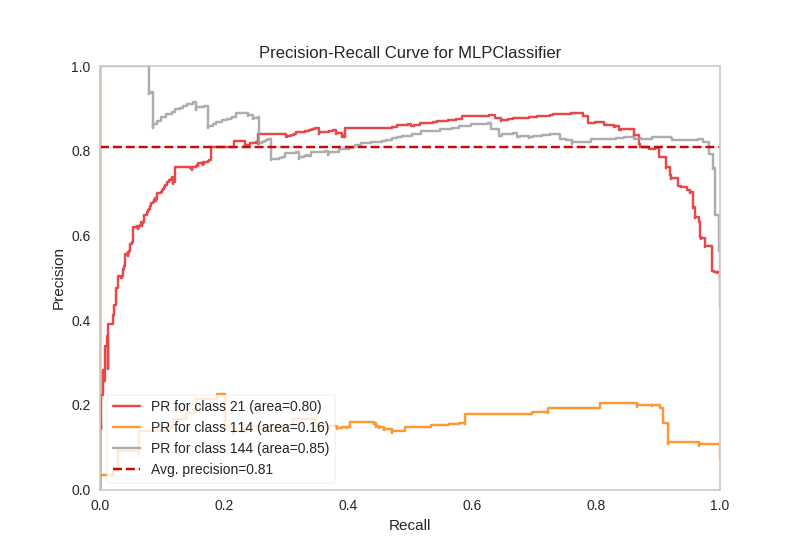 Precision-Recall Curve for MLPClassifier
1.0
0.8
0.6
0.4
0.2
0.0
Precision
PR for class 21 (area=0.80)
PR for class 114 (area=0.16)
PR for class 144 (area=0.85)
Avg. precision=0.81
0.0 0.2 0.4 0.6 0.8 1.0
Recall